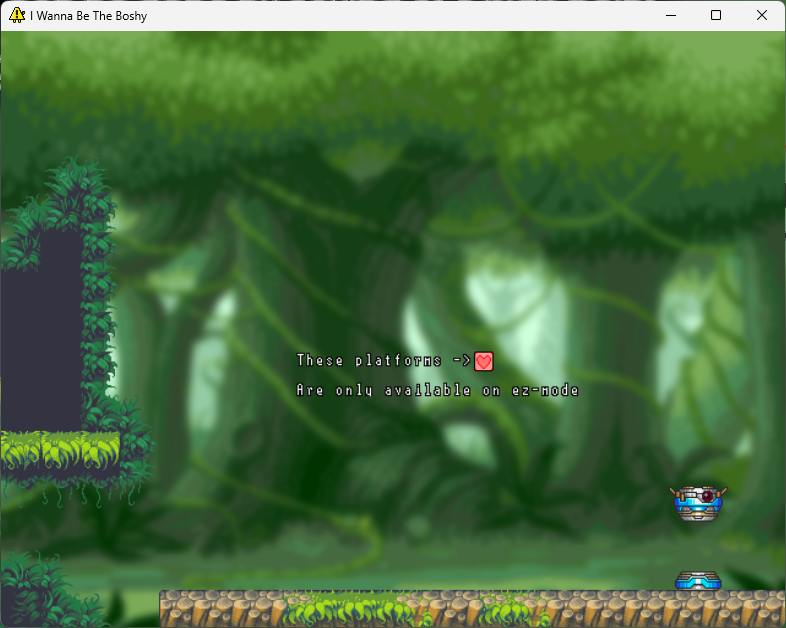 I Wanna Be The Boshy
These platforms ->
Are only available on ez-mode